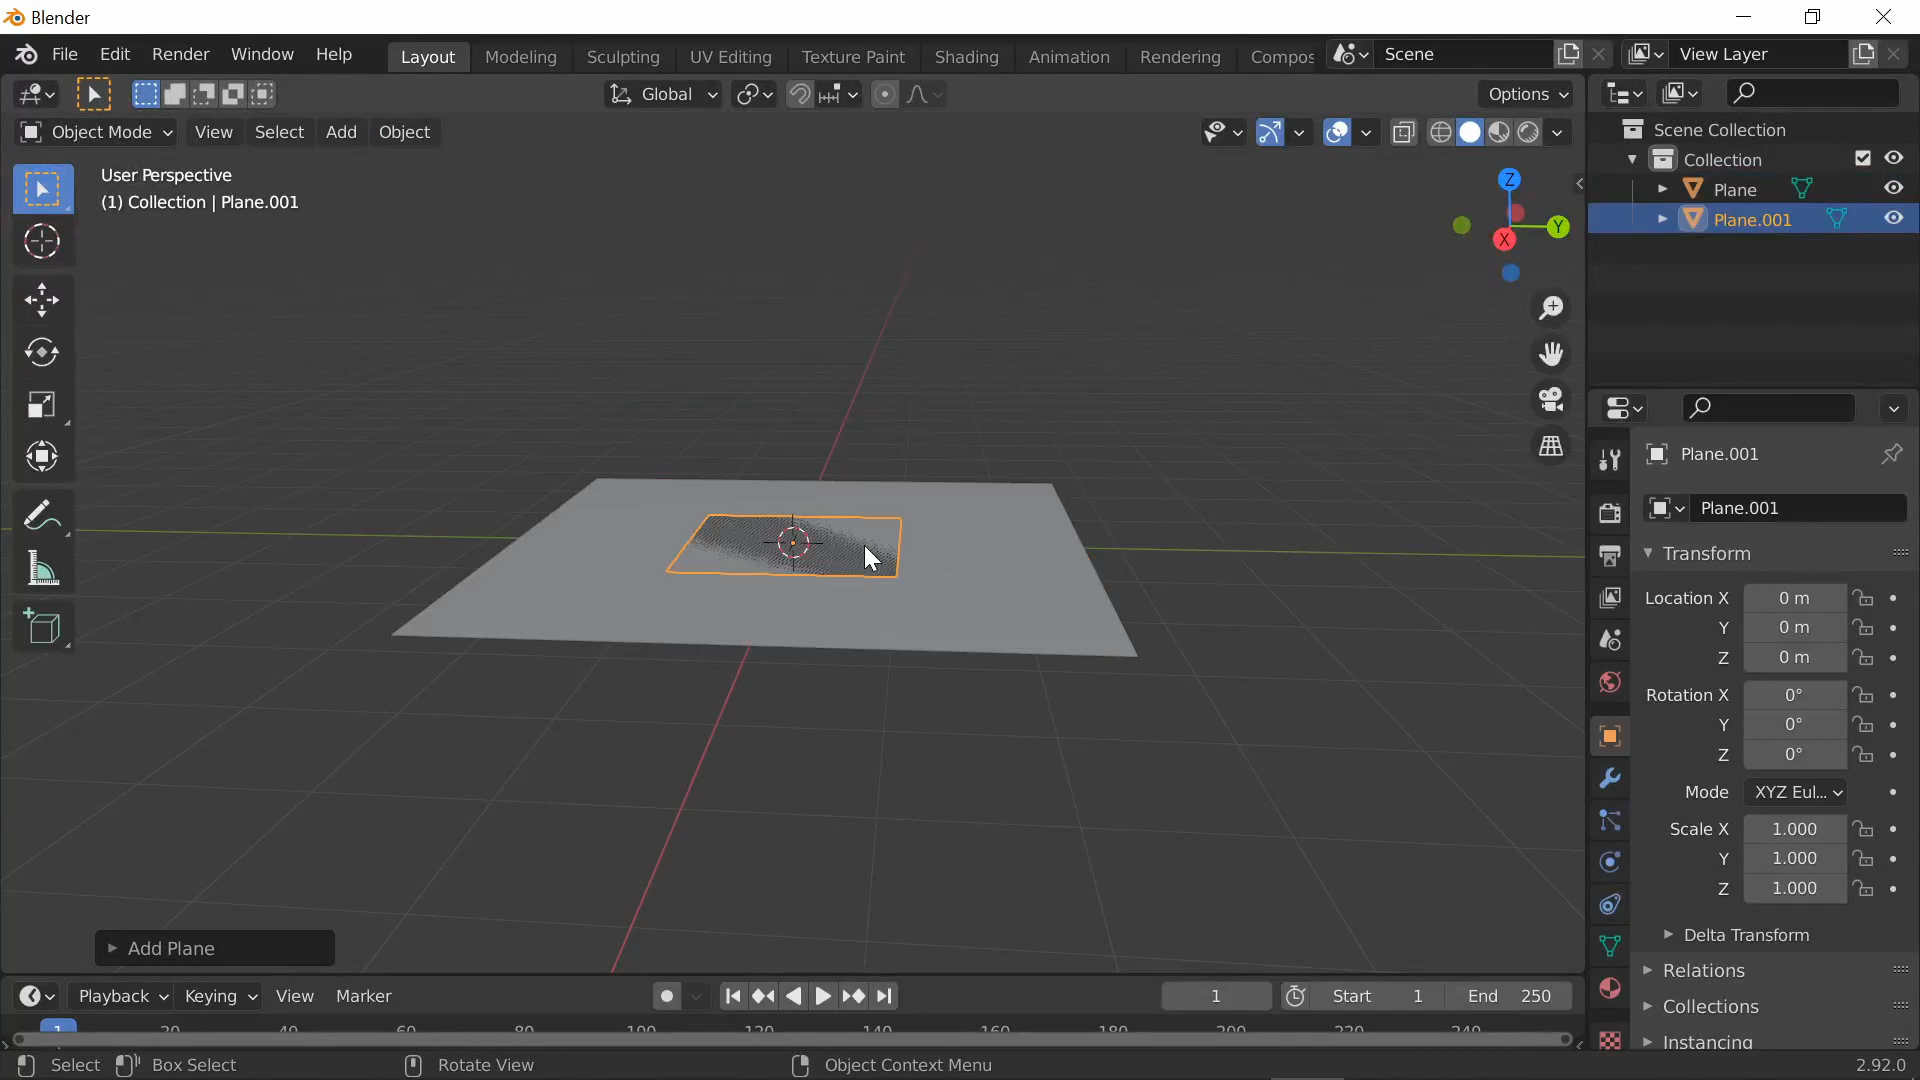 Blender
File Edit Render Window Help
Layout Modeling Sculpting UV Editing Texture Paint Shading Animation Rendering Compos
Scene
View Layer
Global
Options
Object Mode View Select Add Object
User Perspective
(1) Collection | Plane.001
Z
Y
X
Scene Collection
Collection
Plane
Plane.001
Plane.001
Plane.001
Transform
Location X 0 m
Y 0 m
Z 0 m
Rotation X 0°
Y 0°
Z 0°
Mode XYZ Eul...
Scale X 1.000
Y 1.000
Z 1.000
Delta Transform
Relations
Collections
Instancing
Add Plane
Playback Keying View Marker
1
Start 1
End 250
1 20 40 60 80 100 120 140 160 180 200 220 240
Select Box Select Rotate View Object Context Menu 2.92.0